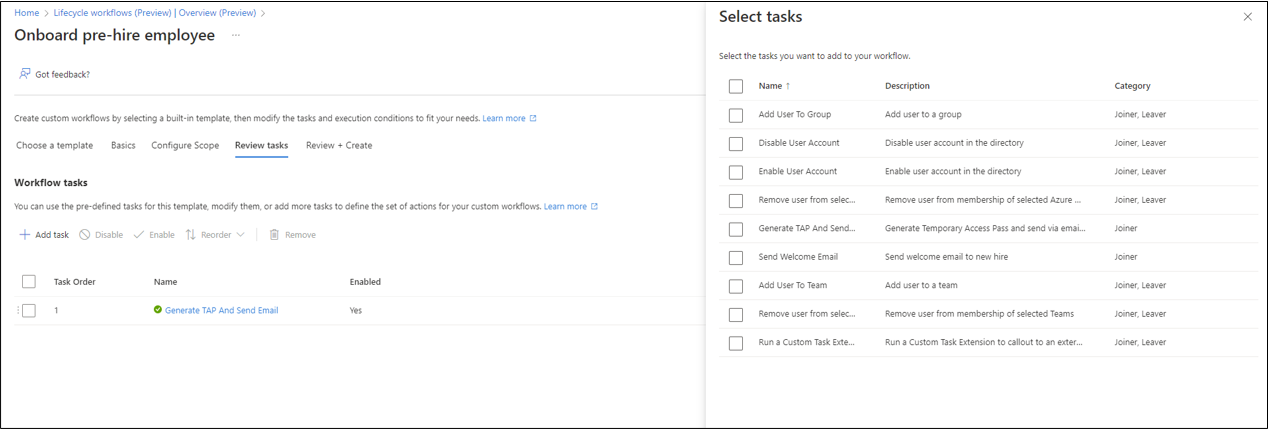 Home > Lifecycle workflows (Preview) | Overview (Preview) >
Onboard pre-hire employee ...
Got feedback?
Create custom workflows by selecting a built-in template, then modify the tasks and execution conditions to fit your needs. Learn more
Choose a template Basics Configure Scope Review tasks Review + Create
Workflow tasks
You can use the pre-defined tasks for this template, modify them, or add more tasks to define the set of actions for your custom workflows. Learn more
Add task Disable Enable Reorder Remove
Task Order Name Enabled
1 Generate TAP And Send Email Yes
Select tasks
Select the tasks you want to add to your workflow.
Name ↑ Description Category
Add User To Group Add user to a group Joiner, Leaver
Disable User Account Disable user account in the directory Joiner, Leaver
Enable User Account Enable user account in the directory Joiner, Leaver
Remove user from selec... Remove user from membership of selected Azure ... Joiner, Leaver
Generate TAP And Send... Generate Temporary Access Pass and send via emai... Joiner
Send Welcome Email Send welcome email to new hire Joiner
Add User To Team Add user to a team Joiner, Leaver
Remove user from selec... Remove user from membership of selected Teams Joiner, Leaver
Run a Custom Task Exte... Run a Custom Task Extension to callout to an exter... Joiner, Leaver